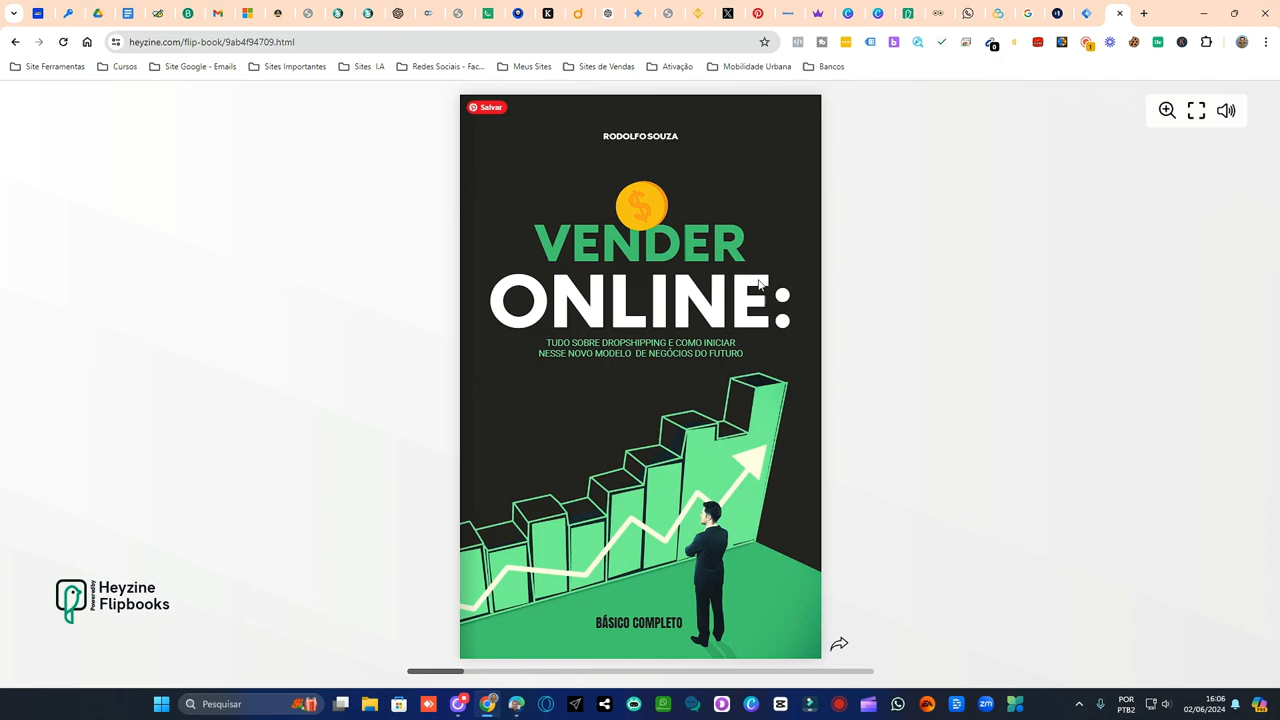 heyzine.com/flip-book/9ab4f94709.html
Site Ferramentas
Cursos
Site Google - Emails
Sites Importantes
Sites I.A
Redes Sociais - Fac...
Meus Sites
Sites de Vendas
Ativação
Mobilidade Urbana
Bancos
Salvar
RODOLFO SOUZA
$
VENDER
ONLINE:
TUDO SOBRE DROPSHIPPING E COMO INICIAR
NESSE NOVO MODELO DE NEGÓCIOS DO FUTURO
BÁSICO COMPLETO
Powered by
Heyzine
Flipbooks
Pesquisar
POR
PTB2
16:06
02/06/2024